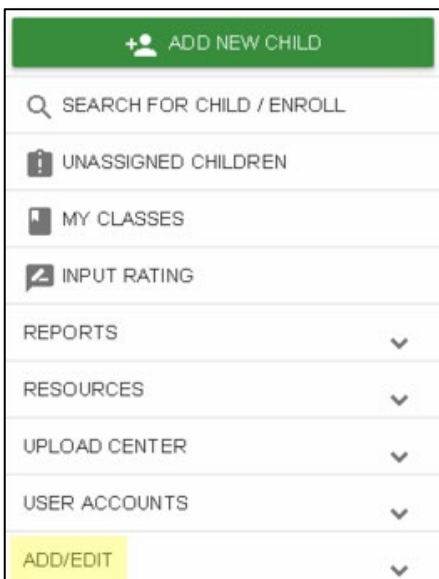 ADD NEW CHILD
SEARCH FOR CHILD / ENROLL
UNASSIGNED CHILDREN
MY CLASSES
INPUT RATING
REPORTS
RESOURCES
UPLOAD CENTER
USER ACCOUNTS
ADD/EDIT